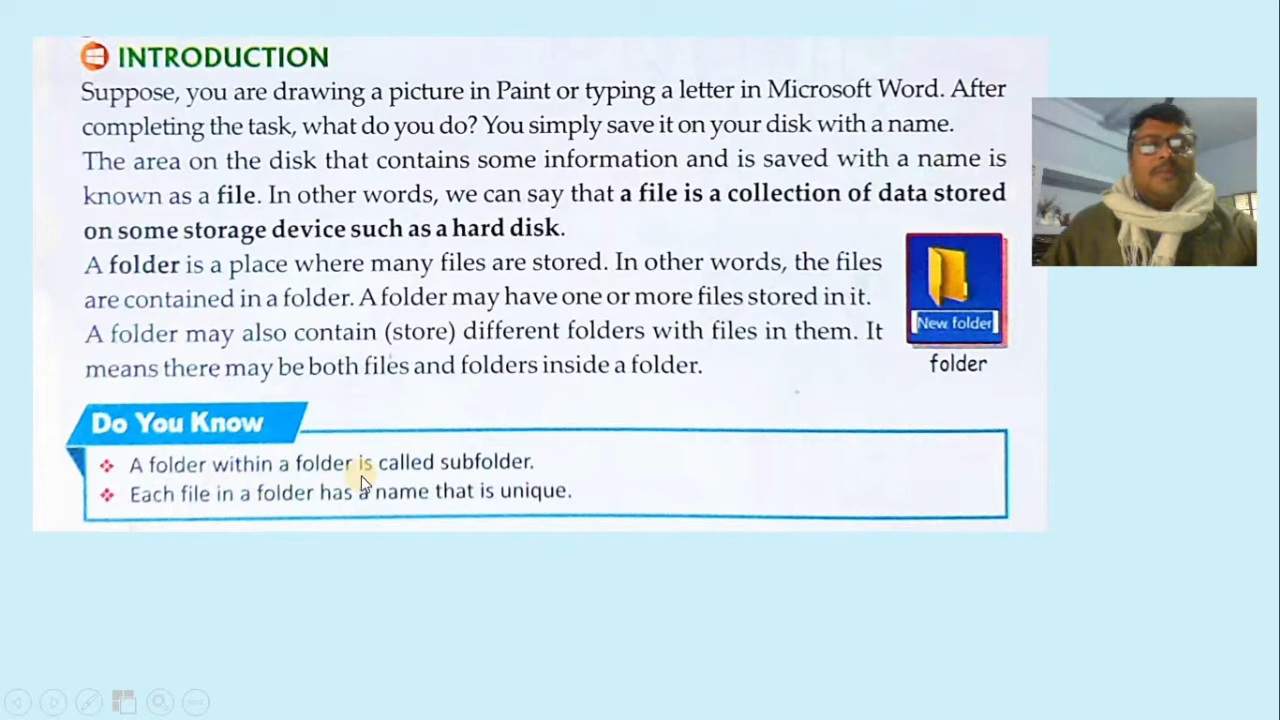 INTRODUCTION
Suppose, you are drawing a picture in Paint or typing a letter in Microsoft Word. After
completing the task, what do you do? You simply save it on your disk with a name.
The area on the disk that contains some information and is saved with a name is
known as a file. In other words, we can say that a file is a collection of data stored
on some storage device such as a hard disk.
A folder is a place where many files are stored. In other words, the files
are contained in a folder. A folder may have one or more files stored in it.
A folder may also contain (store) different folders with files in them. It
means there may be both files and folders inside a folder.
New folder
folder
Do You Know
A folder within a folder is called subfolder.
Each file in a folder has a name that is unique.